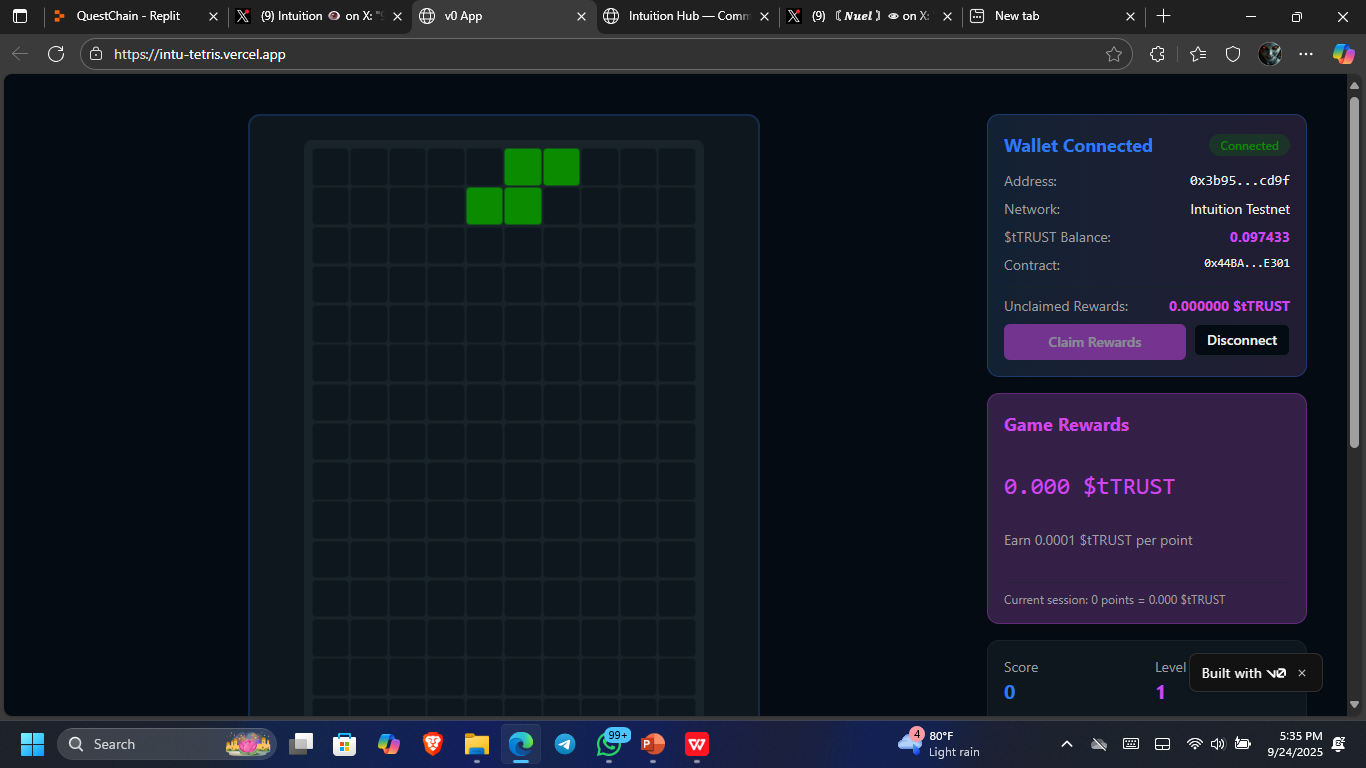 QuestChain - Replit
(9) Intuition 👁 on X: "$
v0 App
Intuition Hub — Comm
(9) 〘𝑵𝒖𝒆𝒍〙 👁 on X:
New tab
https://intu-tetris.vercel.app
Wallet Connected
Connected
Address:
0x3b95...cd9f
Network:
Intuition Testnet
$tTRUST Balance:
0.097433
Contract:
0x44BA...E301
Unclaimed Rewards:
0.000000 $tTRUST
Claim Rewards
Disconnect
Game Rewards
0.000 $tTRUST
Earn 0.0001 $tTRUST per point
Current session: 0 points = 0.000 $tTRUST
Score
Level
0
1
Built with v0
Search
99+
4
80°F
Light rain
5:35 PM
9/24/2025